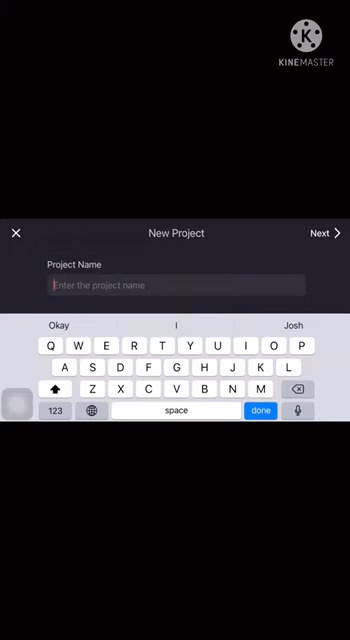 K
KINEMASTER
New Project
Next
Project Name
Enter the project name
Okay
I
Josh
Q W E R T Y U I O P
A S D F G H J K L
Z X C V B N M
123
space
done